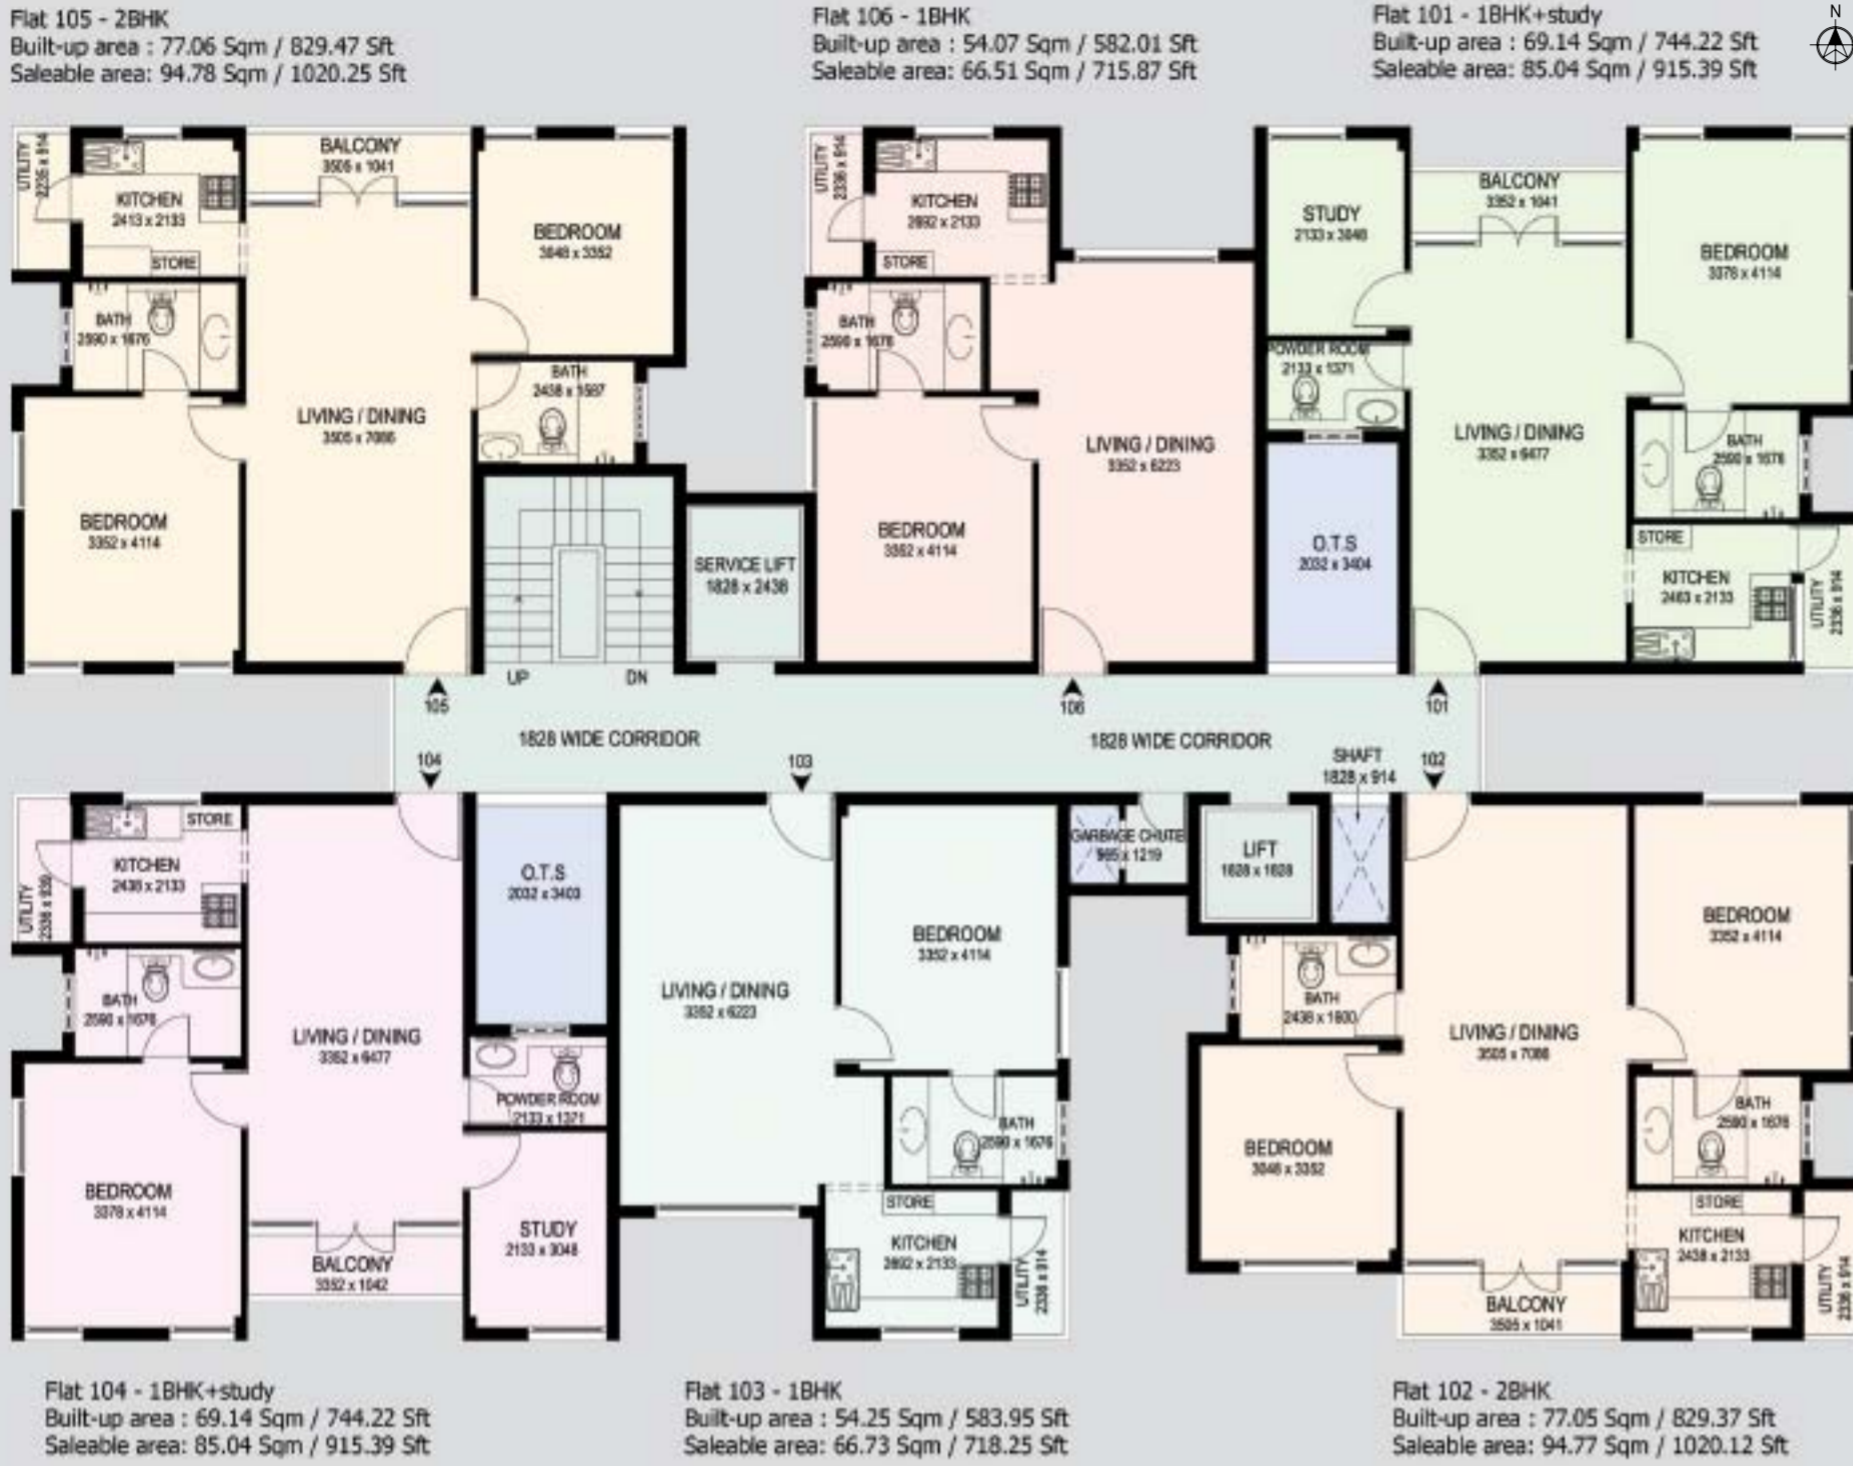 Flat 105 - 2BHK
Built-up area : 77.06 Sqm / 829.47 Sft
Saleable area: 94.78 Sqm / 1020.25 Sft
Flat 106 - 1BHK
Built-up area : 54.07 Sqm / 582.01 Sft
Saleable area: 66.51 Sqm / 715.87 Sft
Flat 101 - 1BHK+study
Built-up area : 69.14 Sqm / 744.22 Sft
Saleable area: 85.04 Sqm / 915.39 Sft
N
UTILITY
KITCHEN
2413 x 2133
STORE
BALCONY
3505 x 1041
BEDROOM
3048 x 3352
BATH
2590 x 1676
BATH
LIVING / DINING
3505 x 7086
BEDROOM
3352 x 4114
UP
DN
SERVICE LIFT
1828 x 2438
UTILITY
2336 x 914
KITCHEN
2692 x 2133
STORE
BATH
2590 x 1676
LIVING / DINING
3352 x 6223
BEDROOM
3352 x 4114
STUDY
2133 x 3048
POWDER ROOM
2133 x 1371
O.T.S
2032 x 3404
BALCONY
3352 x 1041
BEDROOM
3378 x 4114
LIVING / DINING
3352 x 6477
BATH
2590 x 1676
STORE
KITCHEN
2463 x 2133
UTILITY
2336 x 914
105
106
101
1828 WIDE CORRIDOR
1828 WIDE CORRIDOR
104
103
SHAFT
1828 x 914
102
STORE
KITCHEN
2438 x 2133
UTILITY
BATH
2590 x 1676
LIVING / DINING
3352 x 6477
BEDROOM
3378 x 4114
BALCONY
3352 x 1042
O.T.S
2032 x 3403
POWDER ROOM
2133 x 1371
STUDY
2133 x 3048
LIVING / DINING
3352 x 6223
BEDROOM
3352 x 4114
BATH
2590 x 1676
STORE
KITCHEN
2692 x 2133
UTILITY
2336 x 914
GARBAGE CHUTE
LIFT
1828 x 1828
BATH
BEDROOM
3048 x 3352
LIVING / DINING
3505 x 7086
BEDROOM
3352 x 4114
BATH
2590 x 1676
STORE
KITCHEN
2438 x 2133
UTILITY
2336 x 914
BALCONY
3505 x 1041
Flat 104 - 1BHK+study
Built-up area : 69.14 Sqm / 744.22 Sft
Saleable area: 85.04 Sqm / 915.39 Sft
Flat 103 - 1BHK
Built-up area : 54.25 Sqm / 583.95 Sft
Saleable area: 66.73 Sqm / 718.25 Sft
Flat 102 - 2BHK
Built-up area : 77.05 Sqm / 829.37 Sft
Saleable area: 94.77 Sqm / 1020.12 Sft